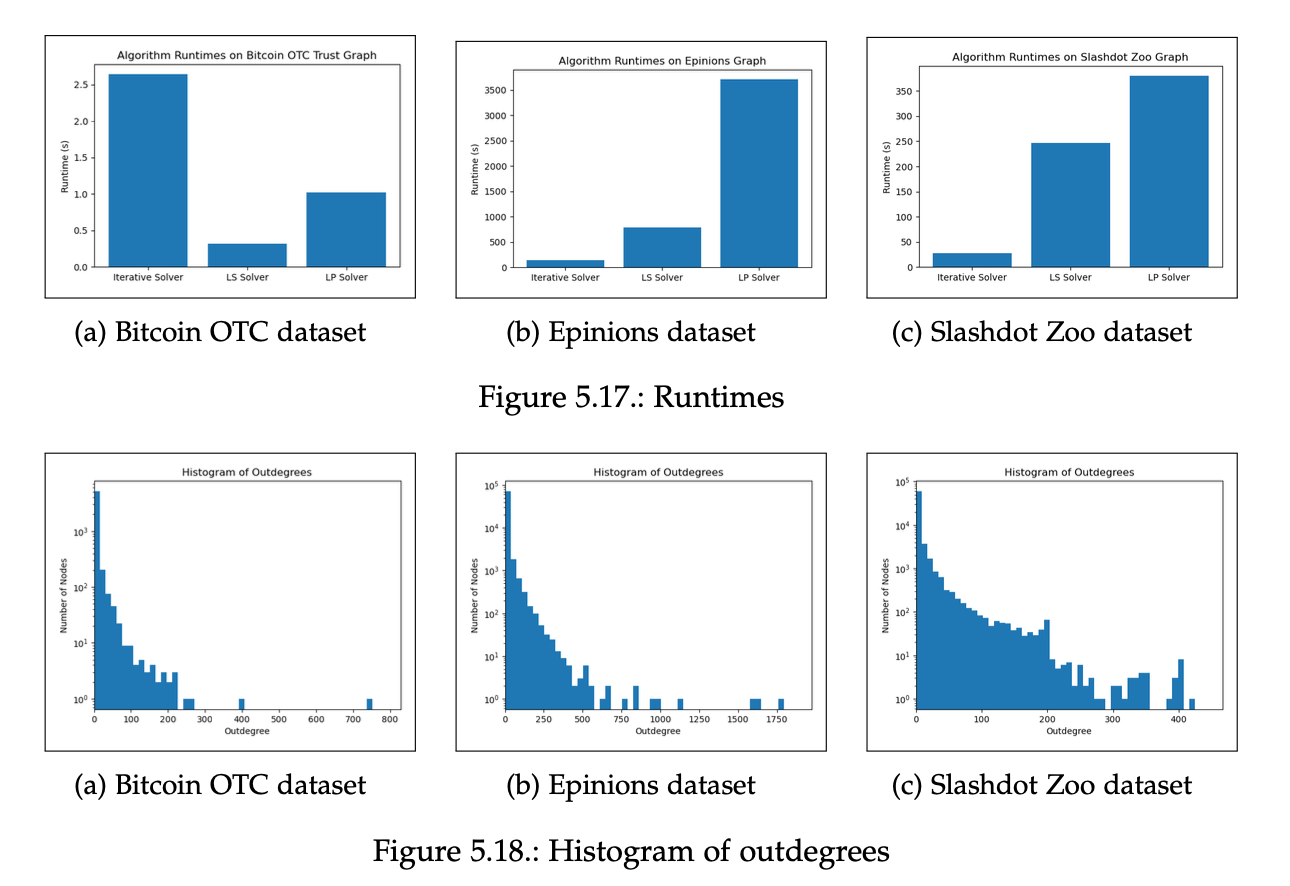 Algorithm Runtimes on Bitcoin OTC Trust Graph
Runtime (s)
2.5
2.0
1.5
1.0
0.5
0.0
Iterative Solver LS Solver LP Solver
Algorithm Runtimes on Epinions Graph
Runtime (s)
3500
3000
2500
2000
1500
1000
500
0
Iterative Solver LS Solver LP Solver
Algorithm Runtimes on Slashdot Zoo Graph
Runtime (s)
350
300
250
200
150
100
50
0
Iterative Solver LS Solver LP Solver
(a) Bitcoin OTC dataset
(b) Epinions dataset
(c) Slashdot Zoo dataset
Figure 5.17.: Runtimes
Histogram of Outdegrees
Number of Nodes
10³
10²
10¹
10⁰
0 100 200 300 400 500 600 700 800
Outdegree
Histogram of Outdegrees
Number of Nodes
10⁵
10⁴
10³
10²
10¹
10⁰
0 250 500 750 1000 1250 1500 1750
Outdegree
Histogram of Outdegrees
Number of Nodes
10⁵
10⁴
10³
10²
10¹
10⁰
0 100 200 300 400
Outdegree
(a) Bitcoin OTC dataset
(b) Epinions dataset
(c) Slashdot Zoo dataset
Figure 5.18.: Histogram of outdegrees